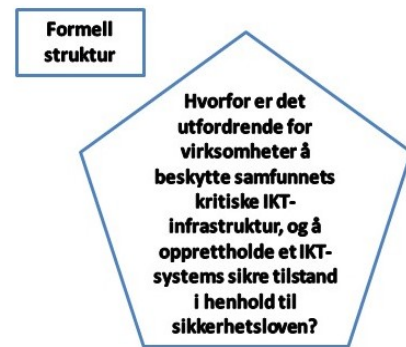 Formell
struktur
Hvorfor er det
utfordrende for
virksomheter å
beskytte samfunnets
kritiske IKT-
infrastruktur, og å
opprettholde et IKT-
systems sikre tilstand
i henhold til
sikkerhetsloven?